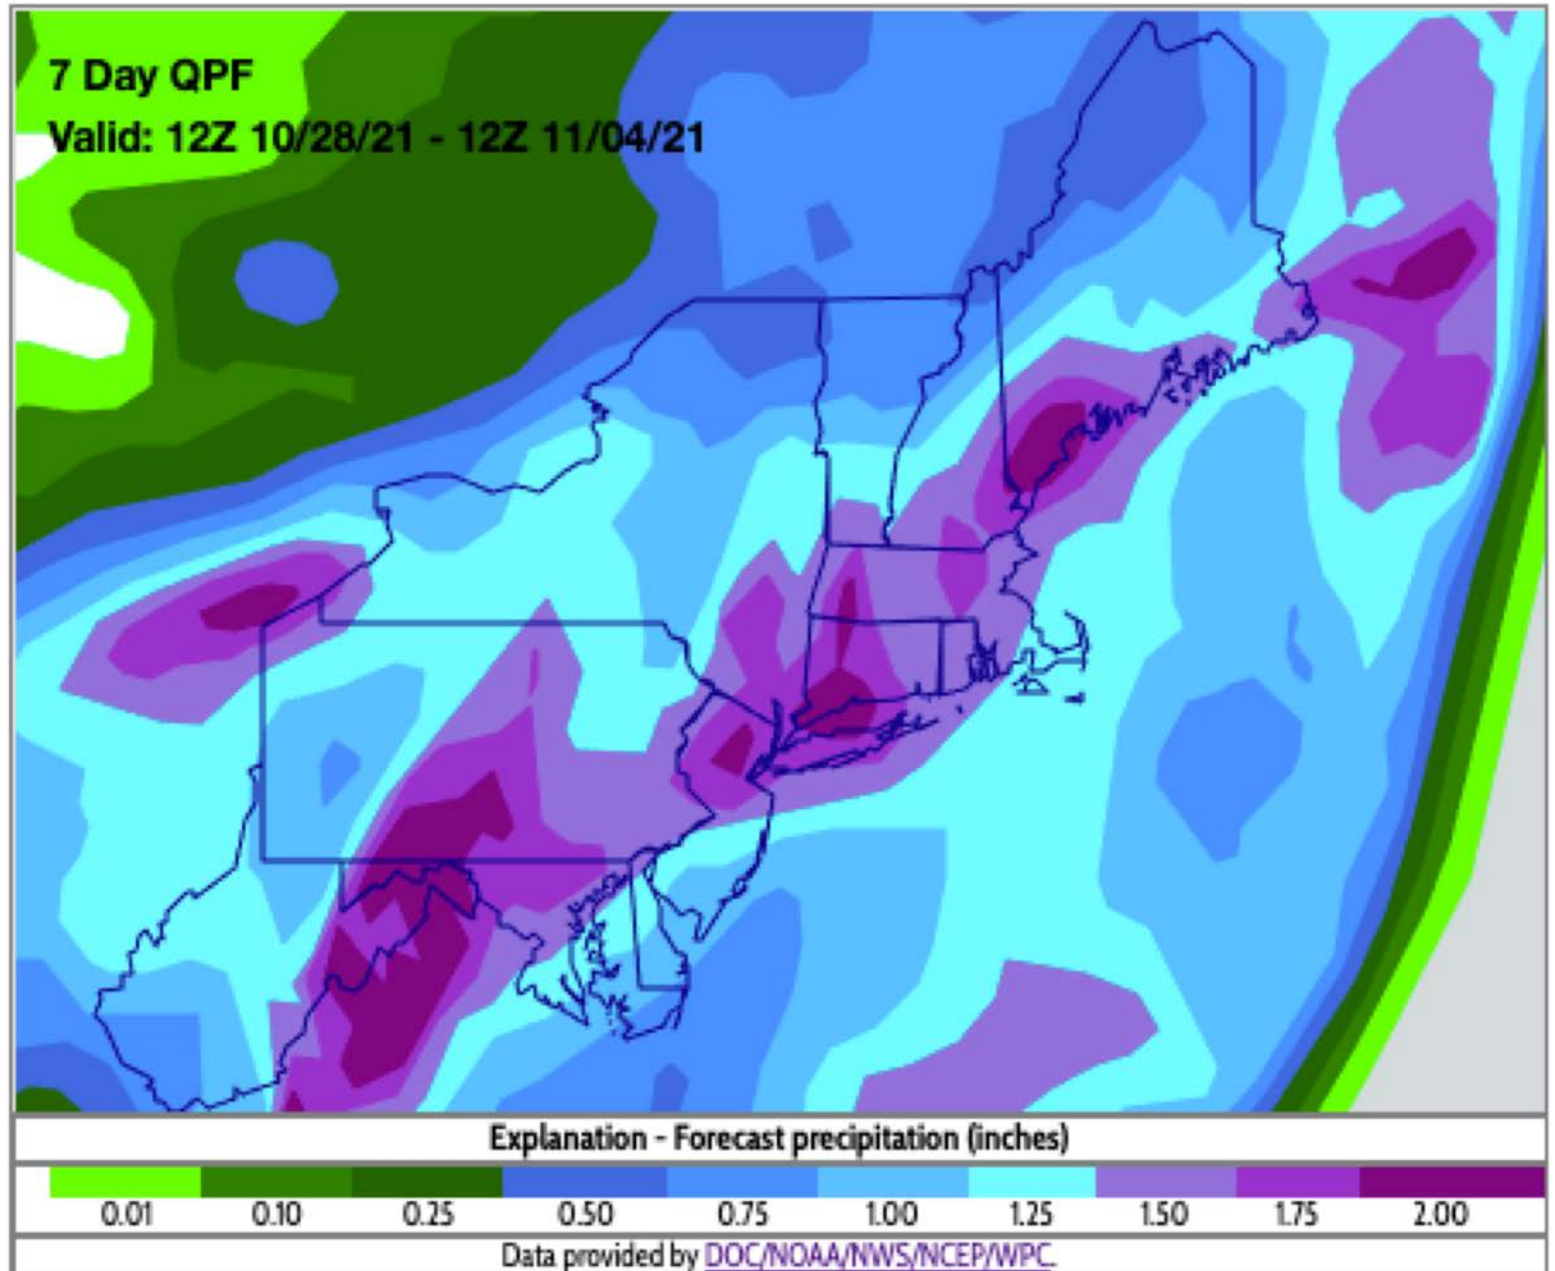 7 Day QPF
Valid: 12Z 10/28/21 - 12Z 11/04/21
Explanation - Forecast precipitation (inches)
0.01 0.10 0.25 0.50 0.75 1.00 1.25 1.50 1.75 2.00
Data provided by DOC/NOAA/NWS/NCEP/WPC.